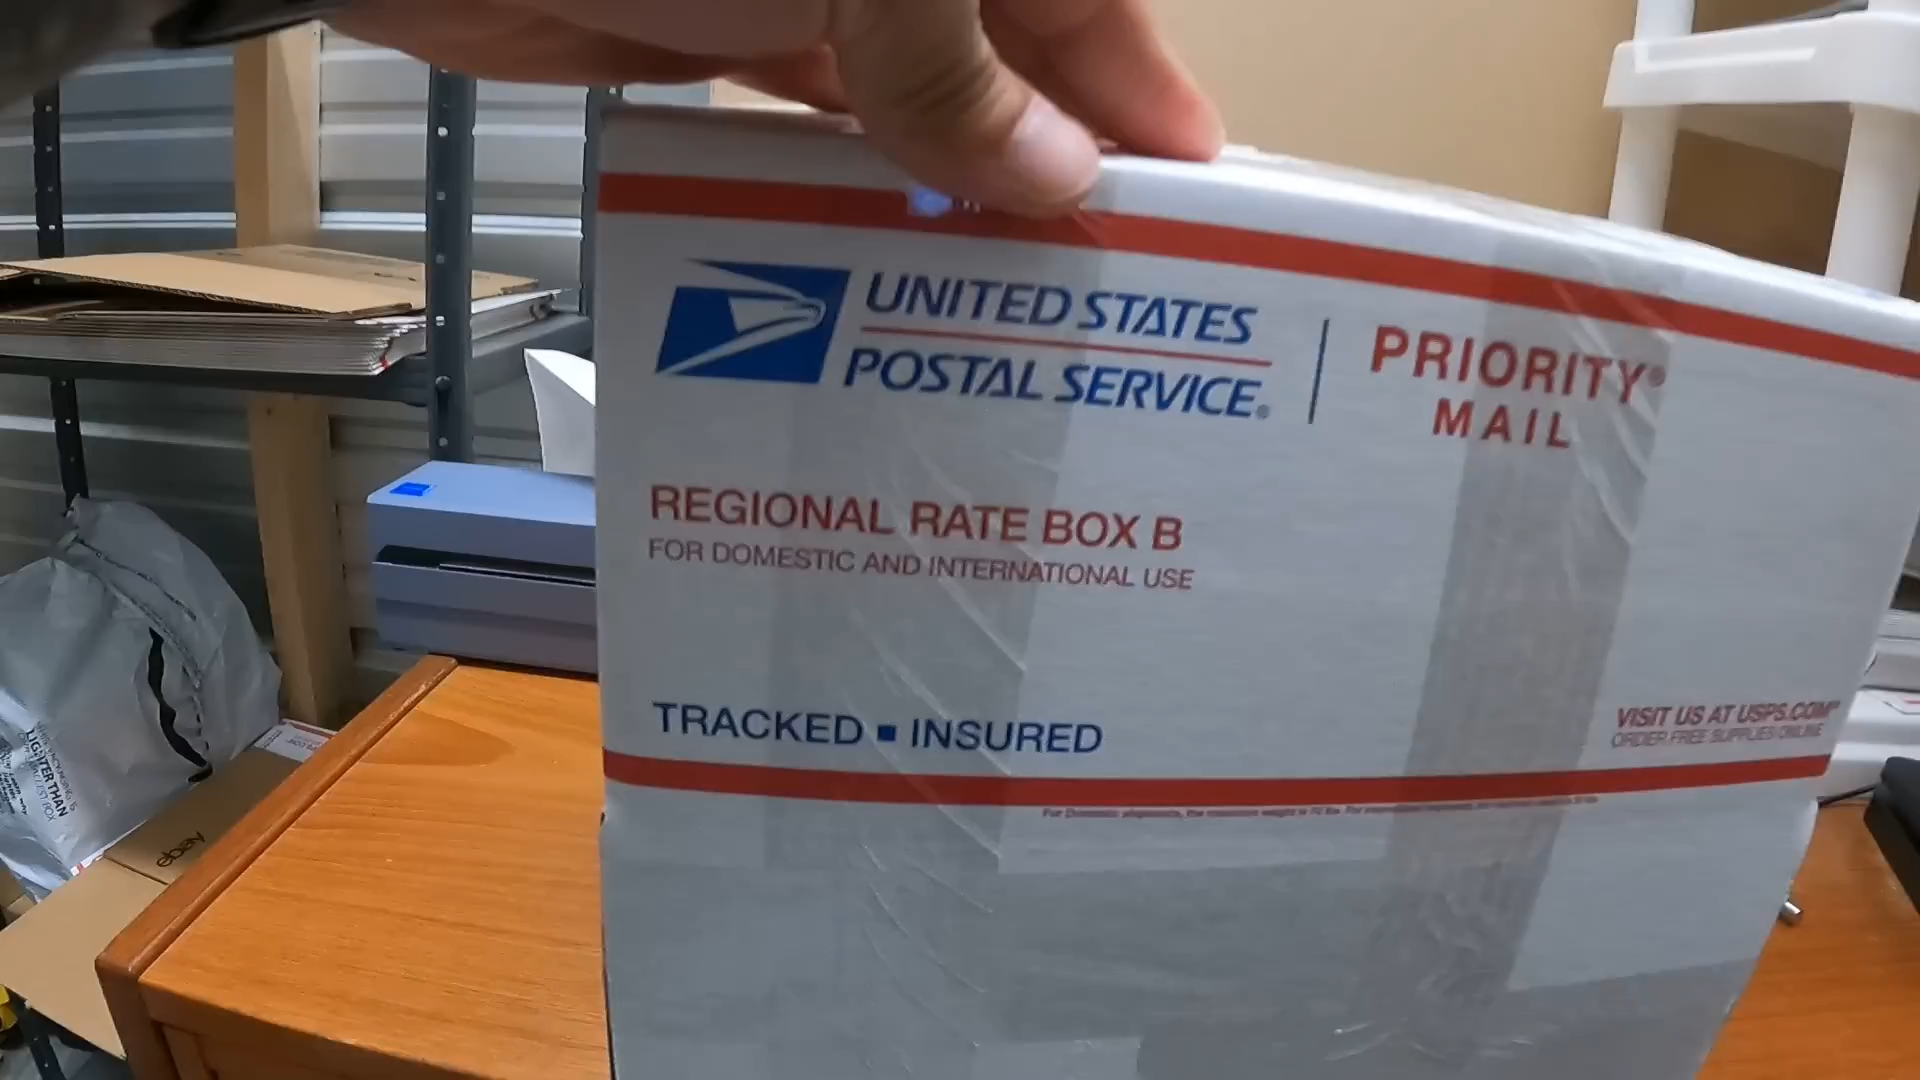 UNITED STATES
POSTAL SERVICE®
PRIORITY®
MAIL
REGIONAL RATE BOX B
FOR DOMESTIC AND INTERNATIONAL USE
TRACKED ▪ INSURED
VISIT US AT USPS.COM®
ORDER FREE SUPPLIES ONLINE
LIGHTER THAN
ebay